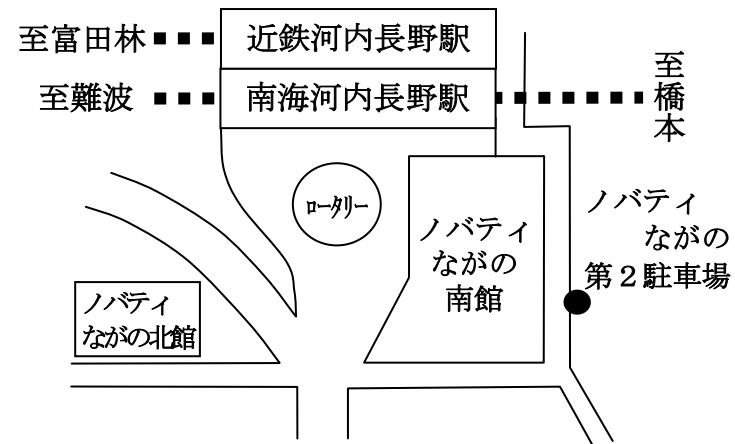 至富田林
近鉄河内長野駅
至難波
南海河内長野駅
至橋本
ロータリー
ノバティ
ながの
南館
ノバティ
ながの
第２駐車場
ノバティ
ながの北館